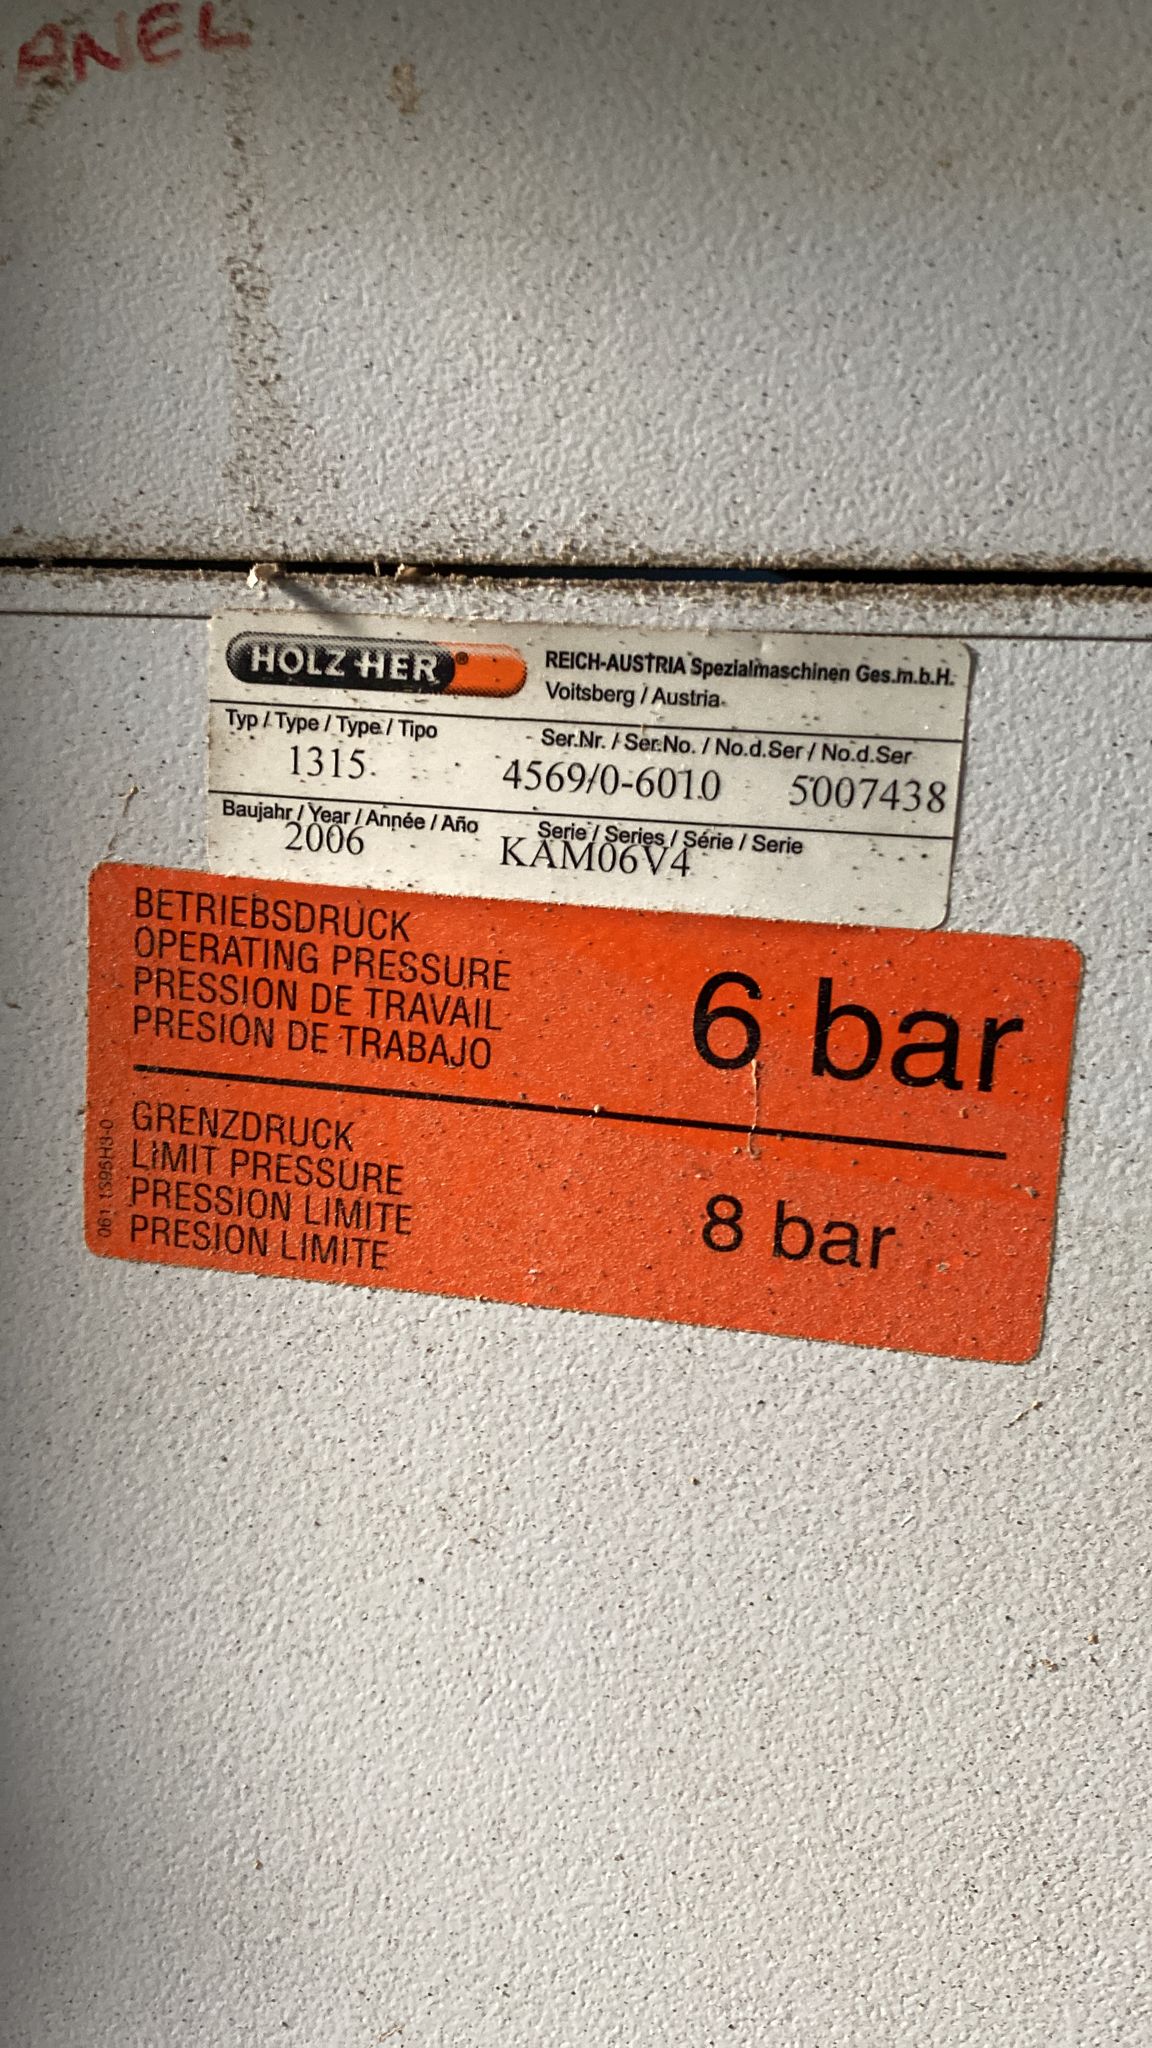 ANEL
HOLZ-HER®
REICH-AUSTRIA Spezialmaschinen Ges.m.b.H.
Voitsberg / Austria
Typ / Type / Type / Tipo
Ser.Nr. / Ser.No. / No.d.Ser / No.d.Ser
1315
4569/0-6010 5007438
Baujahr / Year / Année / Año
Serie / Series / Série / Serie
2006
KAM06V4
BETRIEBSDRUCK
OPERATING PRESSURE
PRESSION DE TRAVAIL
PRESION DE TRABAJO
6 bar
GRENZDRUCK
LIMIT PRESSURE
PRESSION LIMITE
PRESION LIMITE
8 bar